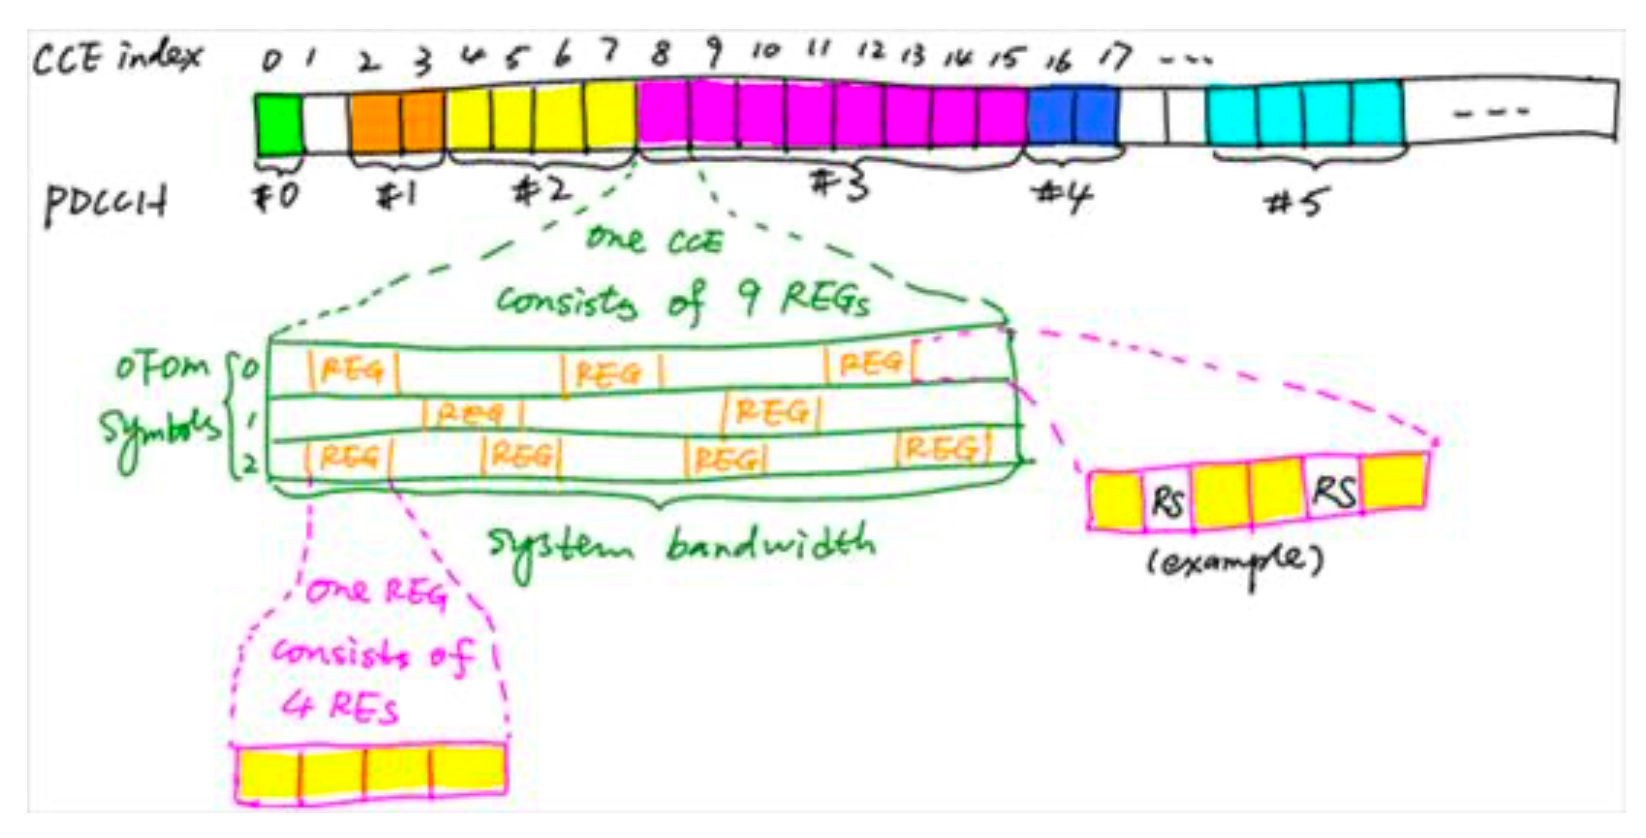 CCE index 0 1 2 3 4 5 6 7 8 9 10 11 12 13 14 15 16 17 ---
---
PDCCH #0 #1 #2 #3 #4 #5
one CCE
consists of 9 REGs
OFDM
symbols
0 REG REG REG
1 REG REG
2 REG REG REG REG
RS RS
(example)
system bandwidth
one REG
consists of
4 REs